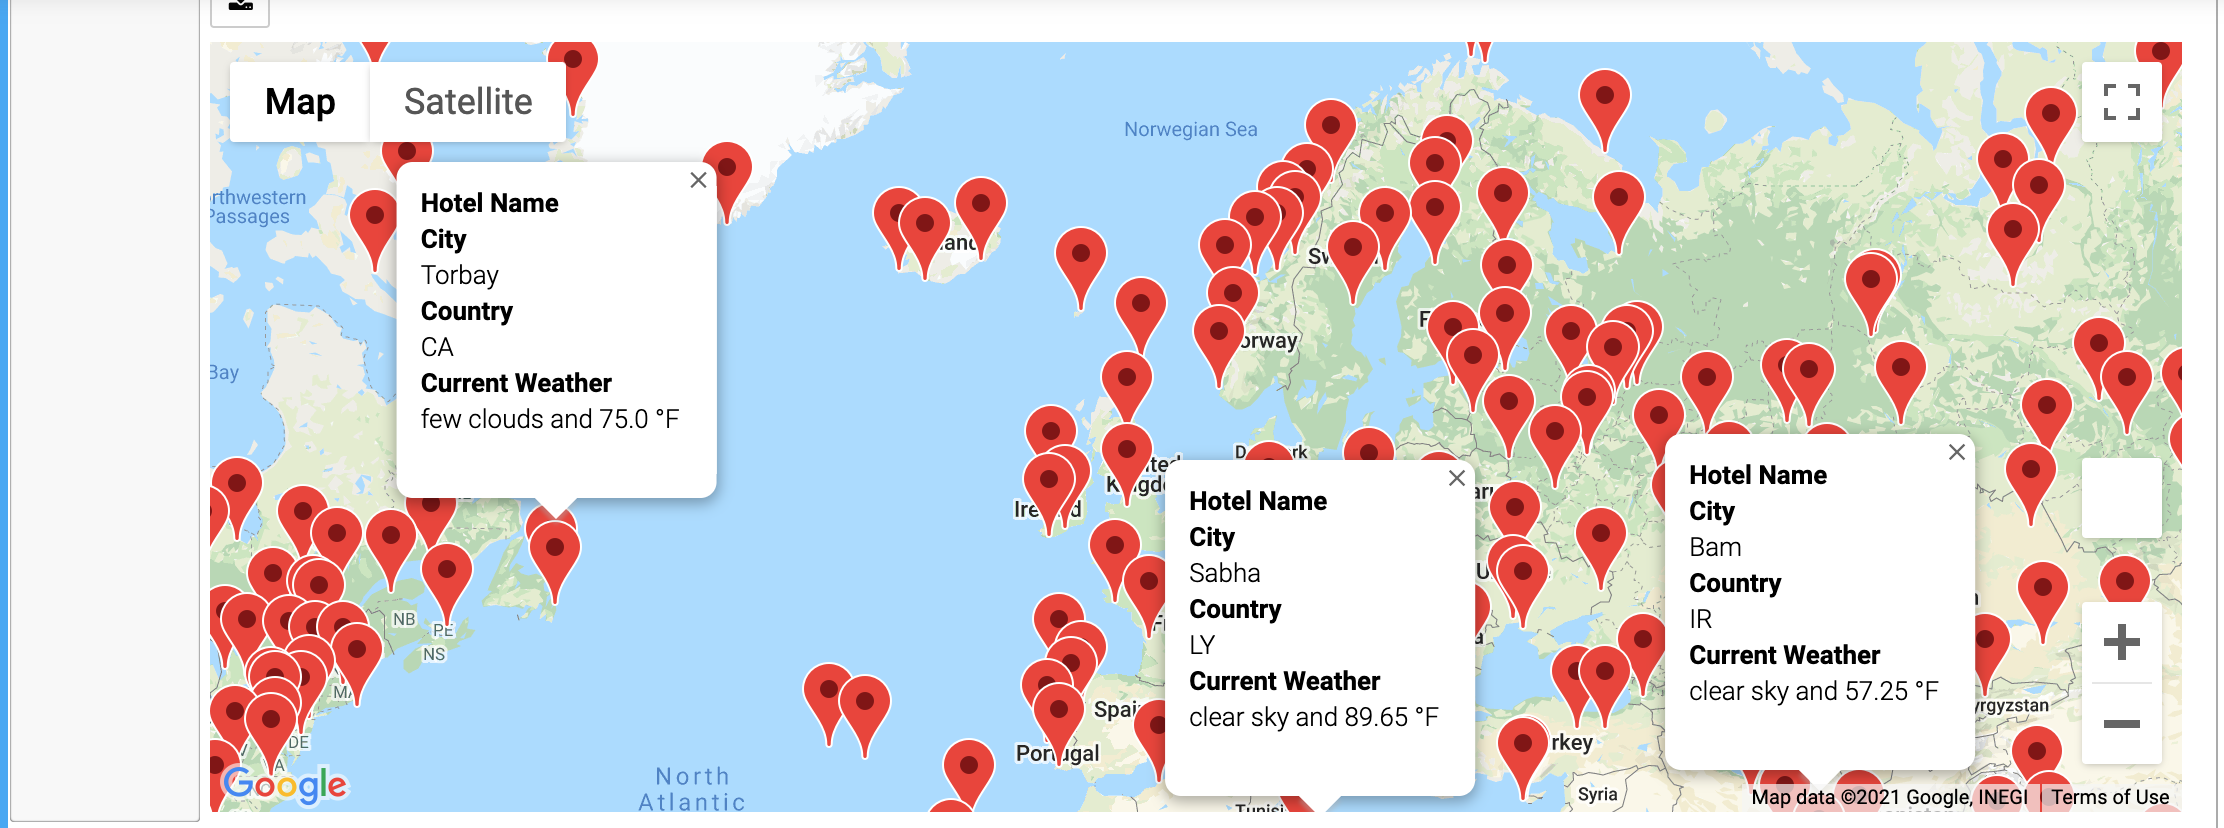 Map
Satellite
Norwegian Sea
rthwestern
Passages
Hotel Name
City
Torbay
Country
CA
Current Weather
few clouds and 75.0 °F
Bay
orway
Hotel Name
City
Sabha
Country
LY
Current Weather
clear sky and 89.65 °F
Hotel Name
City
Bam
Country
IR
Current Weather
clear sky and 57.25 °F
NB
PE
NS
MA
DE
Spai
Portugal
rkey
yrgyzstan
Syria
Tunisi
North
Atlantic
Google
Map data ©2021 Google, INEGI
Terms of Use